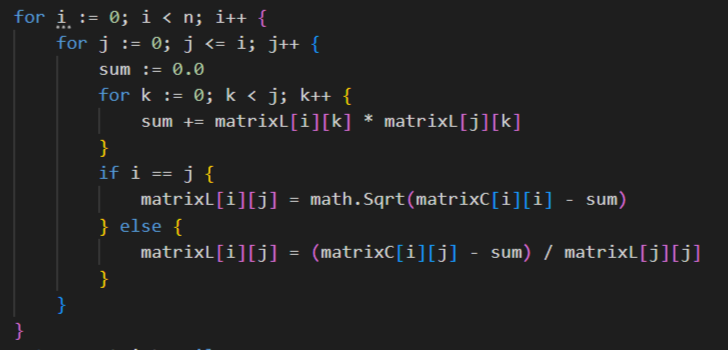 for i := 0; i < n; i++ {
    for j := 0; j <= i; j++ {
        sum := 0.0
        for k := 0; k < j; k++ {
            sum += matrixL[i][k] * matrixL[j][k]
        }
        if i == j {
            matrixL[i][j] = math.Sqrt(matrixC[i][i] - sum)
        } else {
            matrixL[i][j] = (matrixC[i][j] - sum) / matrixL[j][j]
        }
    }
}